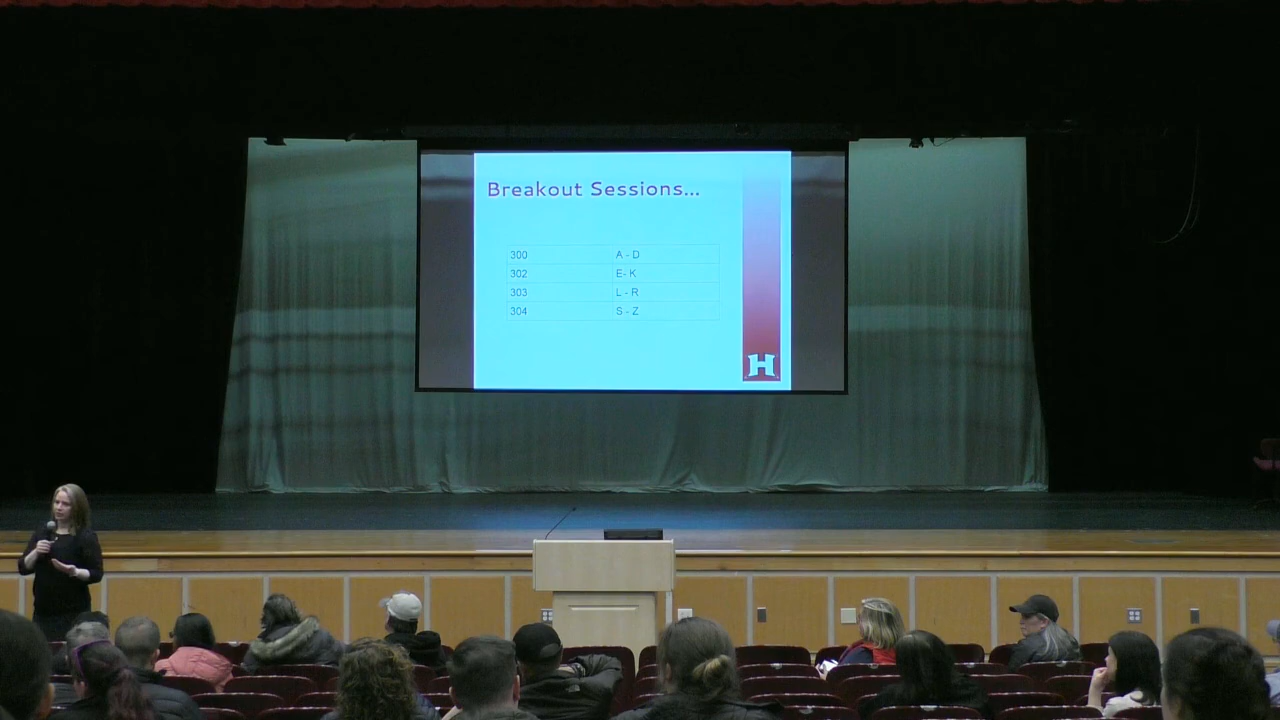 Breakout Sessions...
300 A - D
302 E- K
303 L - R
304 S - Z
H